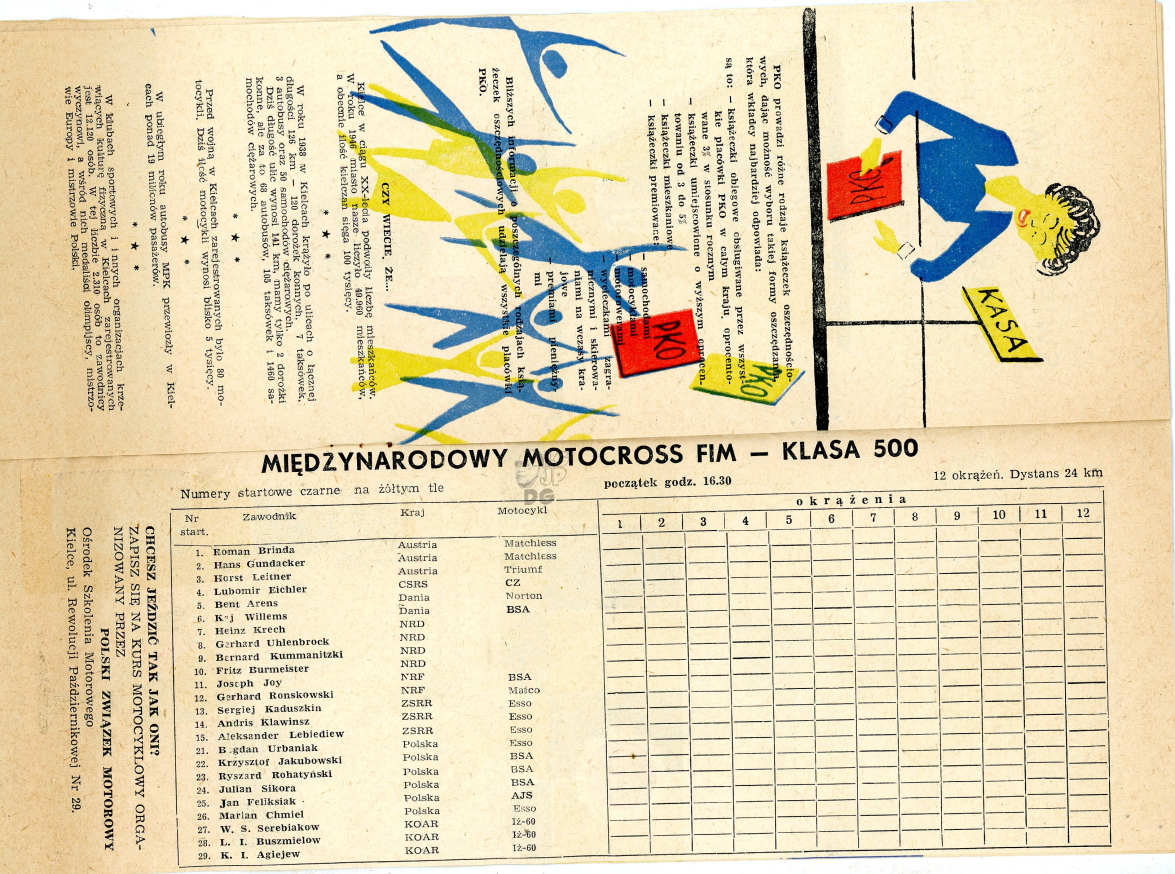 KASA
PKO
PKO prowadzi różne rodzaje książeczek oszczędnościo-
wych, dając możność wyboru takiej formy oszczędzania,
która wkładcy najbardziej odpowiada:
są to: – książeczki obiegowe obsługiwane przez wszyst-
kie placówki PKO w całym kraju, oprocento-
wane 3% w stosunku rocznym
– książeczki umiejscowione o wyższym oprocen-
towaniu od 3 do 5%
– książeczki mieszkaniowe
– książeczki premiowane:
– samochodami
– motocyklami
– motorowerami
– wycieczkami zagra-
nicznymi i skierowa-
niami na wczasy kra-
jowe
– premiami pieniężny-
mi
PKO
PKO
Bliższych informacji o poszczególnych rodzajach ksią-
żeczek oszczędnościowych udzielają wszystkie placówki
PKO.
CZY WIECIE, ŻE...
Kielce w ciągu XX-lecia podwoiły liczbę mieszkańców.
W roku 1946 miasto nasze liczyło 49.960 mieszkańców,
a obecnie ilość kielczan sięga 100 tysięcy.
★ ★ ★
W roku 1938 w Kielcach krążyło po ulicach o łącznej
długości 126 km – 120 dorożek konnych, 7 taksówek,
3 autobusy oraz 50 samochodów ciężarowych.
Dziś długość ulic wynosi 141 km, mamy tylko 2 dorożki
konne, ale za to 68 autobusów, 105 taksówek i 1460 sa-
mochodów ciężarowych.
★ ★ ★
Przed wojną w Kielcach zarejestrowanych było 80 mo-
tocykli. Dziś ilość motocykli wynosi blisko 5 tysięcy.
★ ★ ★
W ubiegłym roku autobusy MPK przewiozły w Kiel-
cach ponad 19 milionów pasażerów.
★ ★ ★
W klubach sportowych i innych organizacjach krze-
wiących kulturę fizyczną w Kielcach zarejestrowanych
jest 12.120 osób. W tej liczbie 1.310 osób to zawodnicy
wyczynowi, a wśród nich medaliści olimpijscy, mistrzo-
wie Europy i mistrzowie Polski.
MIĘDZYNARODOWY MOTOCROSS FIM — KLASA 500
Numery startowe czarne na żółtym tle początek godz. 16.30 12 okrążeń. Dystans 24 km
Nr start. Zawodnik Kraj Motocykl okrążenia
1 2 3 4 5 6 7 8 9 10 11 12
1. Roman Brinda Austria Matchless
2. Hans Gundacker Austria Matchless
3. Horst Leitner Austria Triumf
4. Lubomir Eichler CSRS CZ
5. Bent Arens Dania Norton
6. Kaj Willems Dania BSA
7. Heinz Krech NRD
8. Gerhard Uhlenbrock NRD
9. Bernard Kummanitzki NRD
10. Fritz Burmeister NRD
11. Joseph Joy NRF BSA
12. Gerhard Ronskowski NRF Maico
13. Sergiej Kaduszkin ZSRR Esso
14. Andris Klawinsz ZSRR Esso
15. Aleksander Lebiediew ZSRR Esso
21. Bogdan Urbaniak Polska Esso
22. Krzysztof Jakubowski Polska BSA
23. Ryszard Rohatyński Polska BSA
24. Julian Sikora Polska BSA
25. Jan Feliksiak Polska AJS
26. Marian Chmiel Polska Esso
27. W. S. Serebiakow KOAR Iż-60
28. L. I. Buszmielow KOAR Iż-60
29. K. I. Agiejew KOAR Iż-60
CHCESZ JEŹDZIĆ TAK JAK ONI?
ZAPISZ SIĘ NA KURS MOTOCYKLOWY ORGA-
NIZOWANY PRZEZ
POLSKI ZWIĄZEK MOTOROWY
Ośrodek Szkolenia Motorowego
Kielce, ul. Rewolucji Październikowej Nr 29.
JP
DG